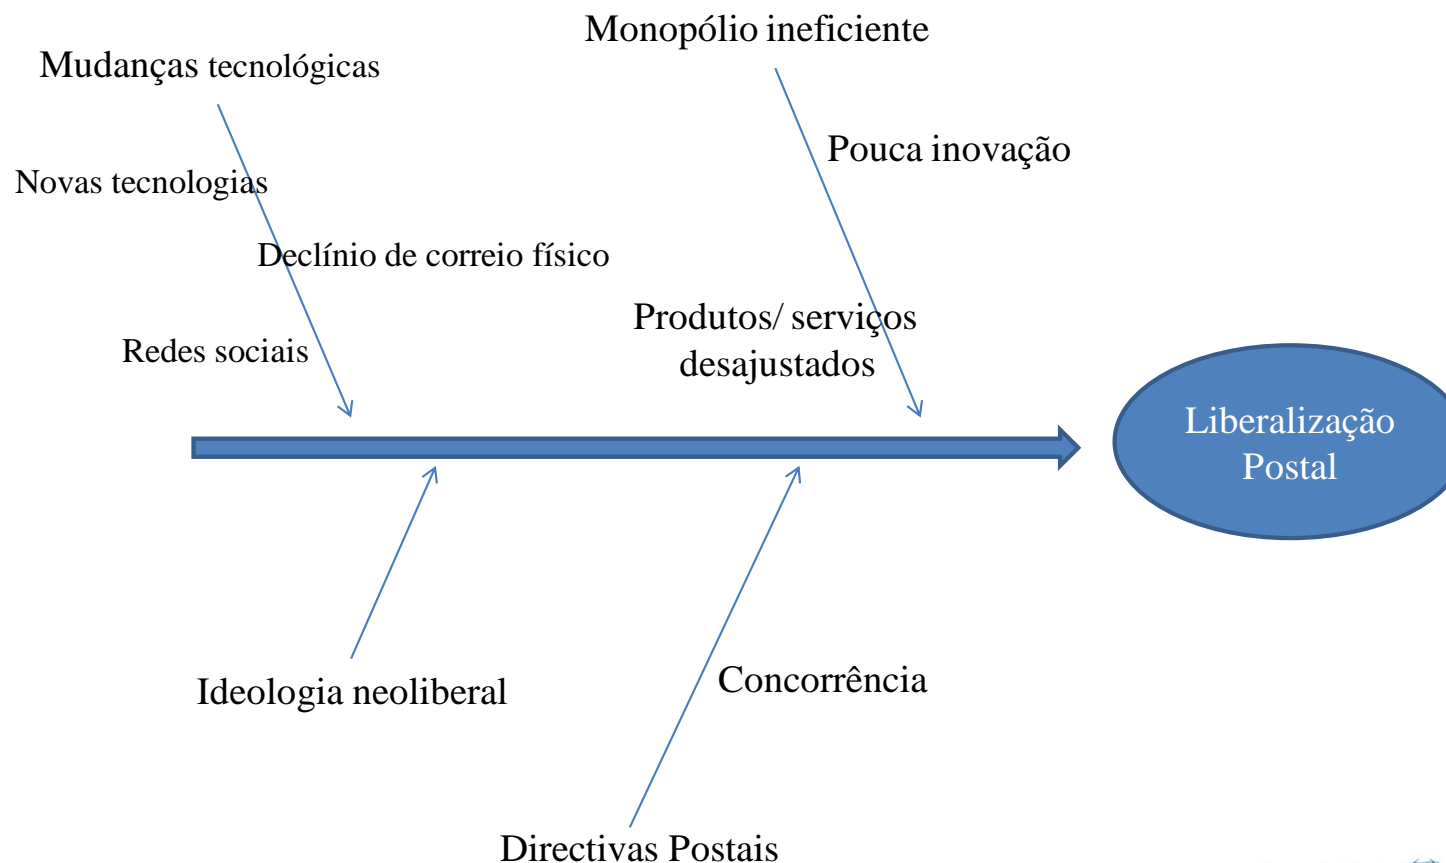 Monopólio ineficiente
Mudanças tecnológicas
Pouca inovação
Novas tecnologias
Declínio de correio físico
Produtos/ serviços
desajustados
Redes sociais
Liberalização
Postal
Ideologia neoliberal
Concorrência
Directivas Postais